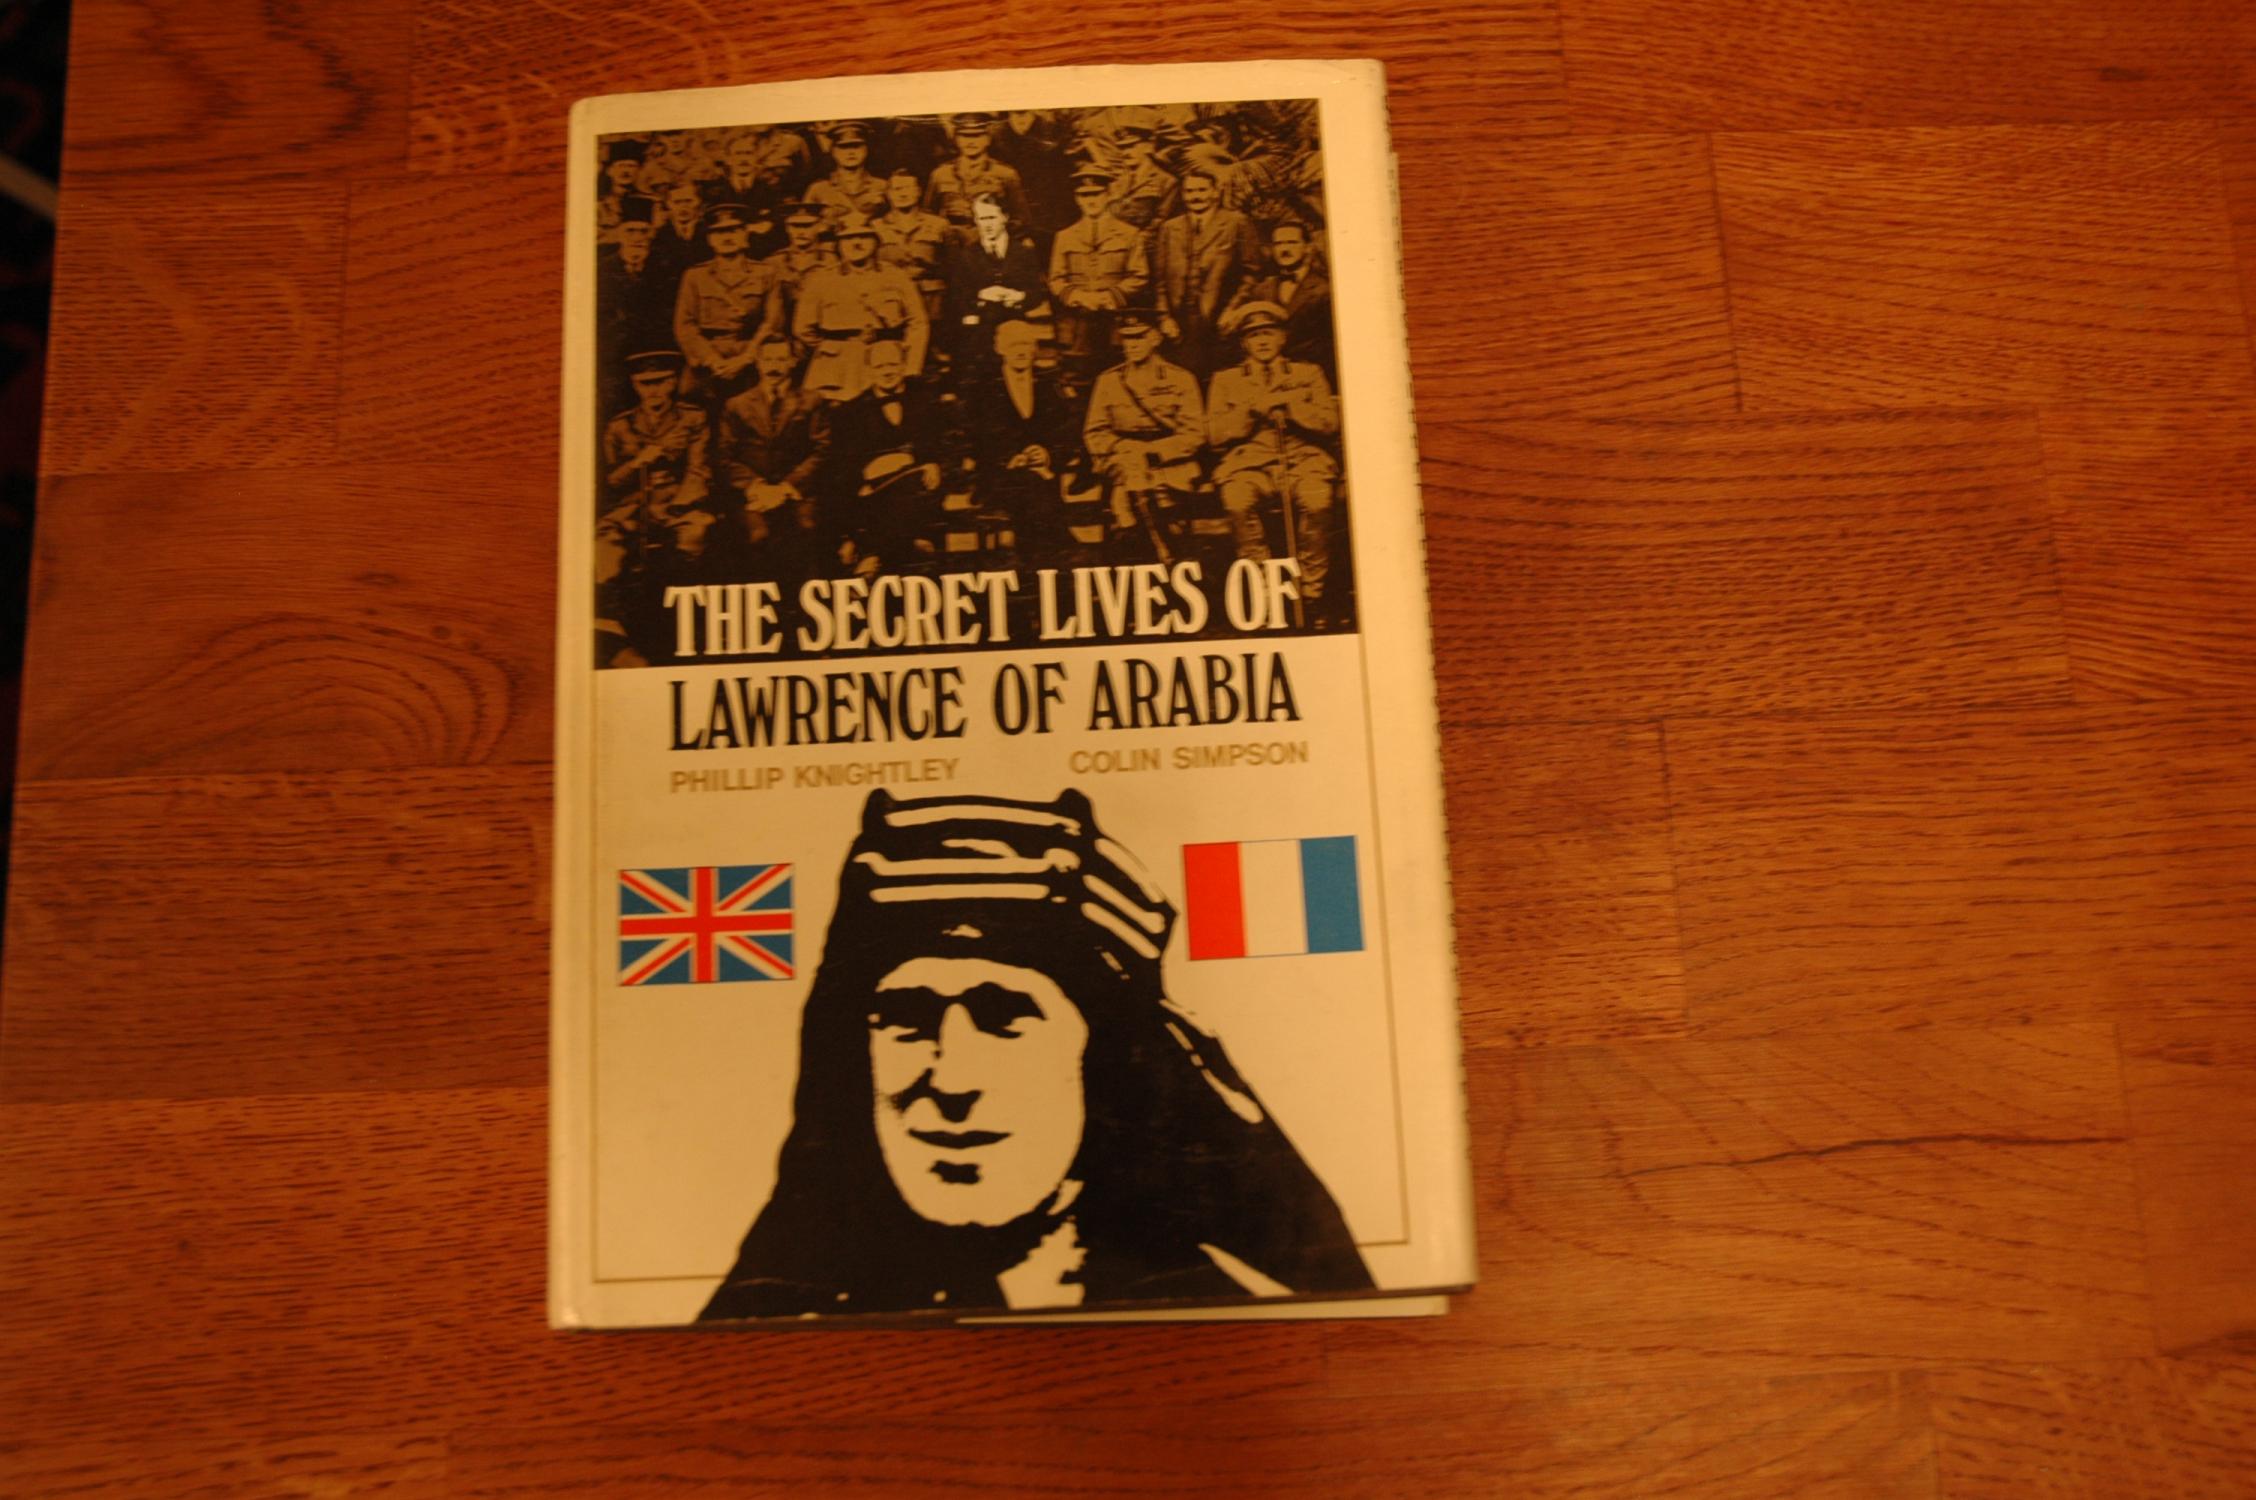 THE SECRET LIVES OF
LAWRENCE OF ARABIA
PHILLIP KNIGHTLEY COLIN SIMPSON